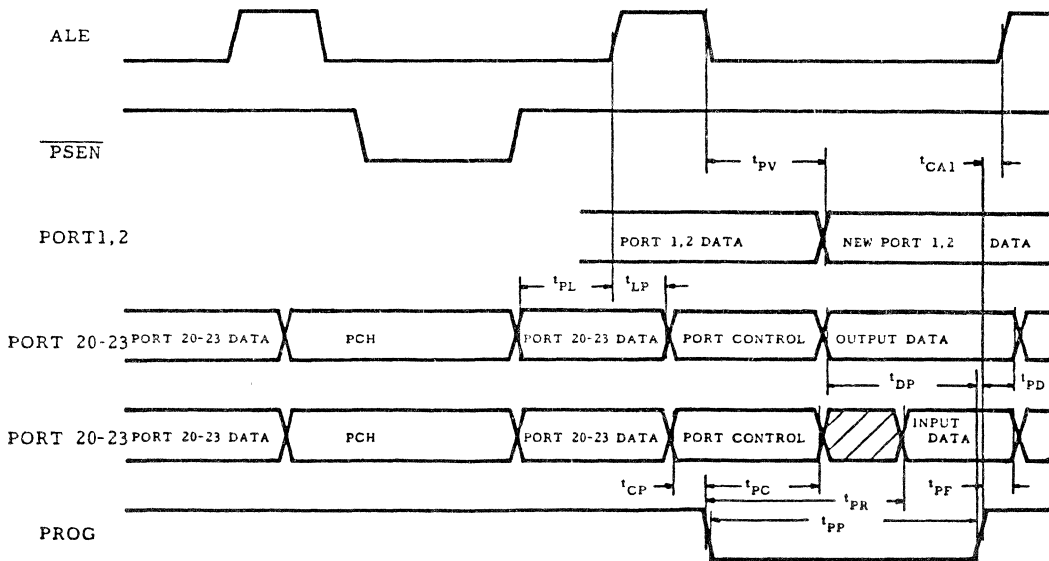 ALE
PSEN
tPV
tCA1
PORT1,2
PORT 1,2 DATA
NEW PORT 1,2 DATA
tPL
tLP
PORT 20-23
PORT 20-23 DATA
PCH
PORT 20-23 DATA
PORT CONTROL
OUTPUT DATA
tDP
tPD
PORT 20-23
PORT 20-23 DATA
PCH
PORT 20-23 DATA
PORT CONTROL
INPUT
DATA
tCP
tPC
tPR
tPF
PROG
tPP